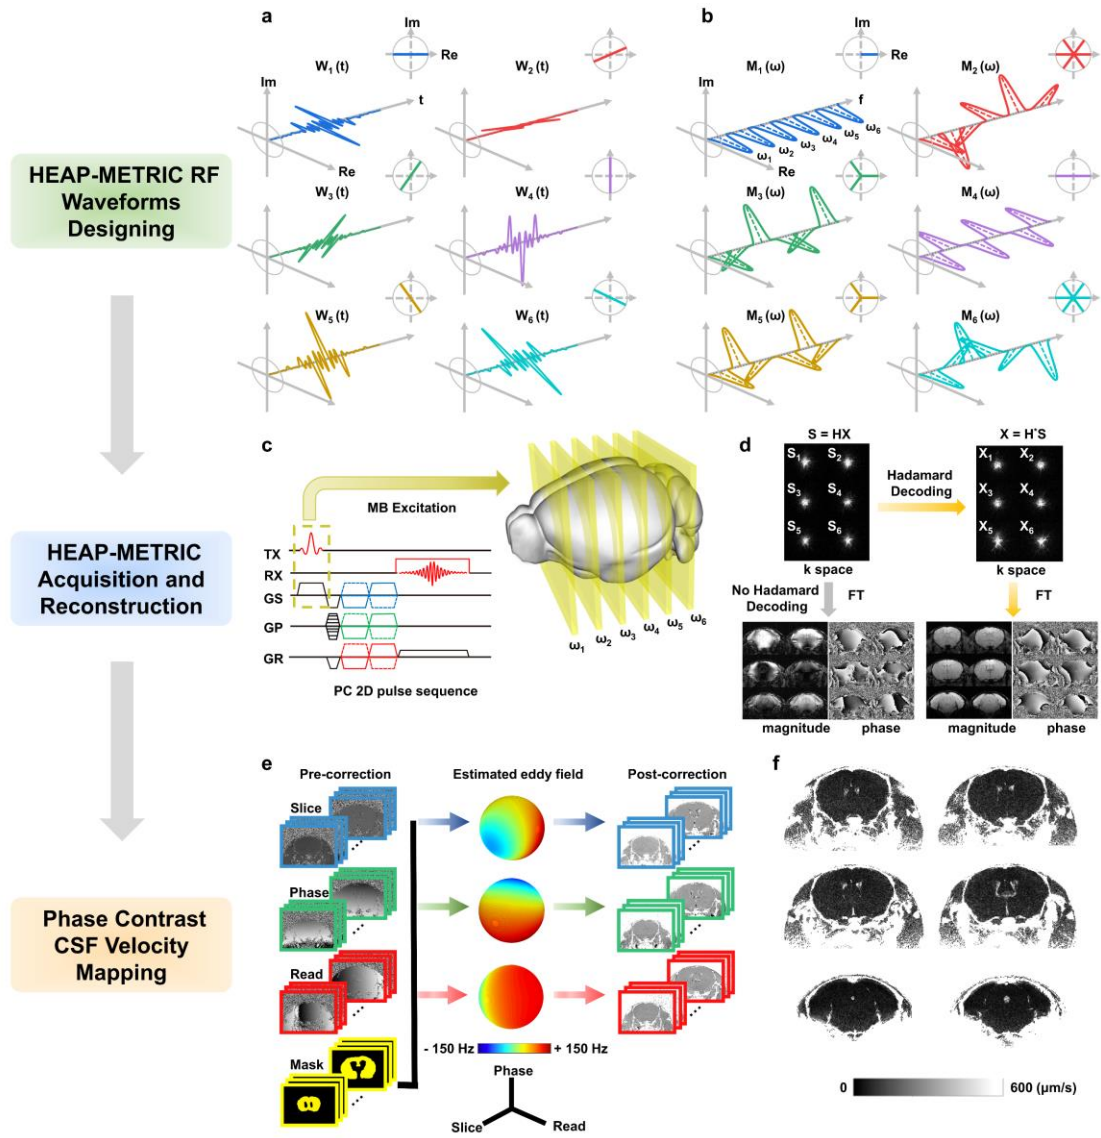 a
b
HEAP-METRIC RF
Waveforms
Designing
Im
Re
W1 (t)
W2 (t)
Im
t
Re
W3 (t)
W4 (t)
W5 (t)
W6 (t)
Im
Re
M1(ω)
M2(ω)
Im
f
ω1
ω2
ω3
ω4
ω5
ω6
Re
M3(ω)
M4(ω)
M5(ω)
M6(ω)
HEAP-METRIC
Acquisition and
Reconstruction
c
MB Excitation
TX
RX
GS
GP
GR
PC 2D pulse sequence
ω1
ω2
ω3
ω4
ω5
ω6
d
S = HX
X = H*S
S1
S2
S3
S4
S5
S6
Hadamard
Decoding
X1
X2
X3
X4
X5
X6
k space
k space
No Hadamard
Decoding
FT
FT
magnitude
phase
magnitude
phase
Phase Contrast
CSF Velocity
Mapping
e
Pre-correction
Estimated eddy field
Post-correction
Slice
Phase
Read
Mask
- 150 Hz
+ 150 Hz
Phase
Slice
Read
f
0
600 (μm/s)